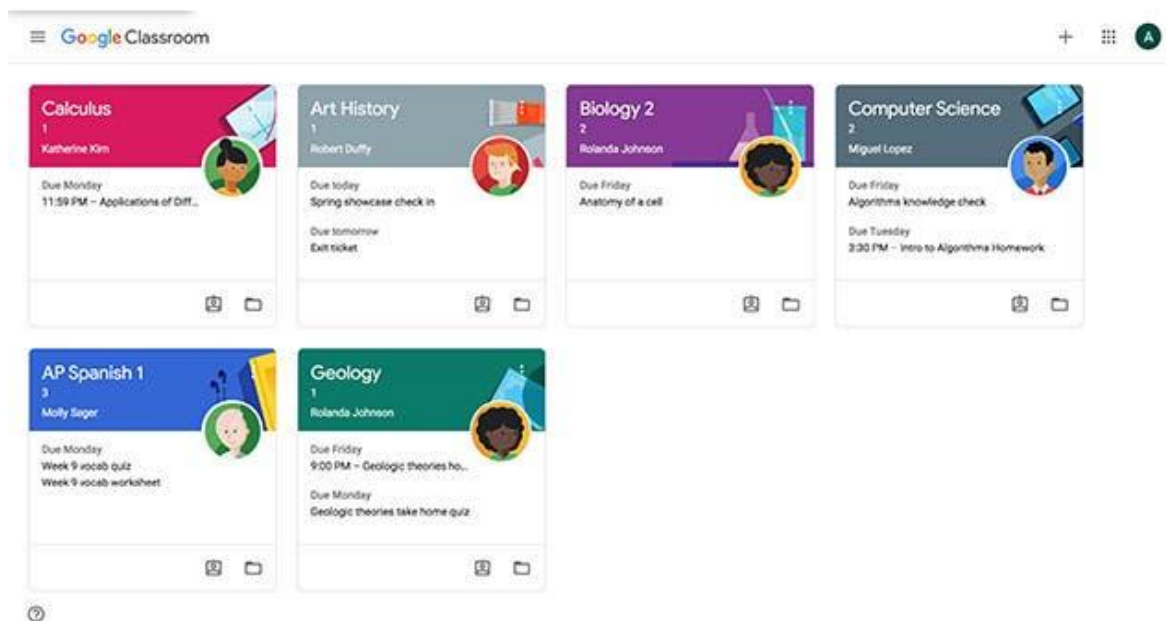 Google Classroom
A
Calculus
1
Katherine Kim
Due Monday
11:59 PM – Applications of Diff...
Art History
1
Robert Duffy
Due today
Spring showcase check in
Due tomorrow
Exit ticket
Biology 2
2
Rolanda Johnson
Due Friday
Anatomy of a cell
Computer Science
2
Miguel Lopez
Due Friday
Algorithms knowledge check
Due Tuesday
3:30 PM – Intro to Algorithms Homework
AP Spanish 1
3
Molly Sager
Due Monday
Week 9 vocab quiz
Week 9 vocab worksheet
Geology
1
Rolanda Johnson
Due Friday
9:00 PM – Geologic theories ho...
Due Monday
Geologic theories take home quiz